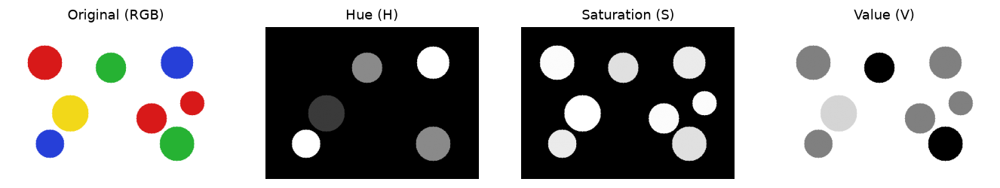 Original (RGB)
Hue (H)
Saturation (S)
Value (V)